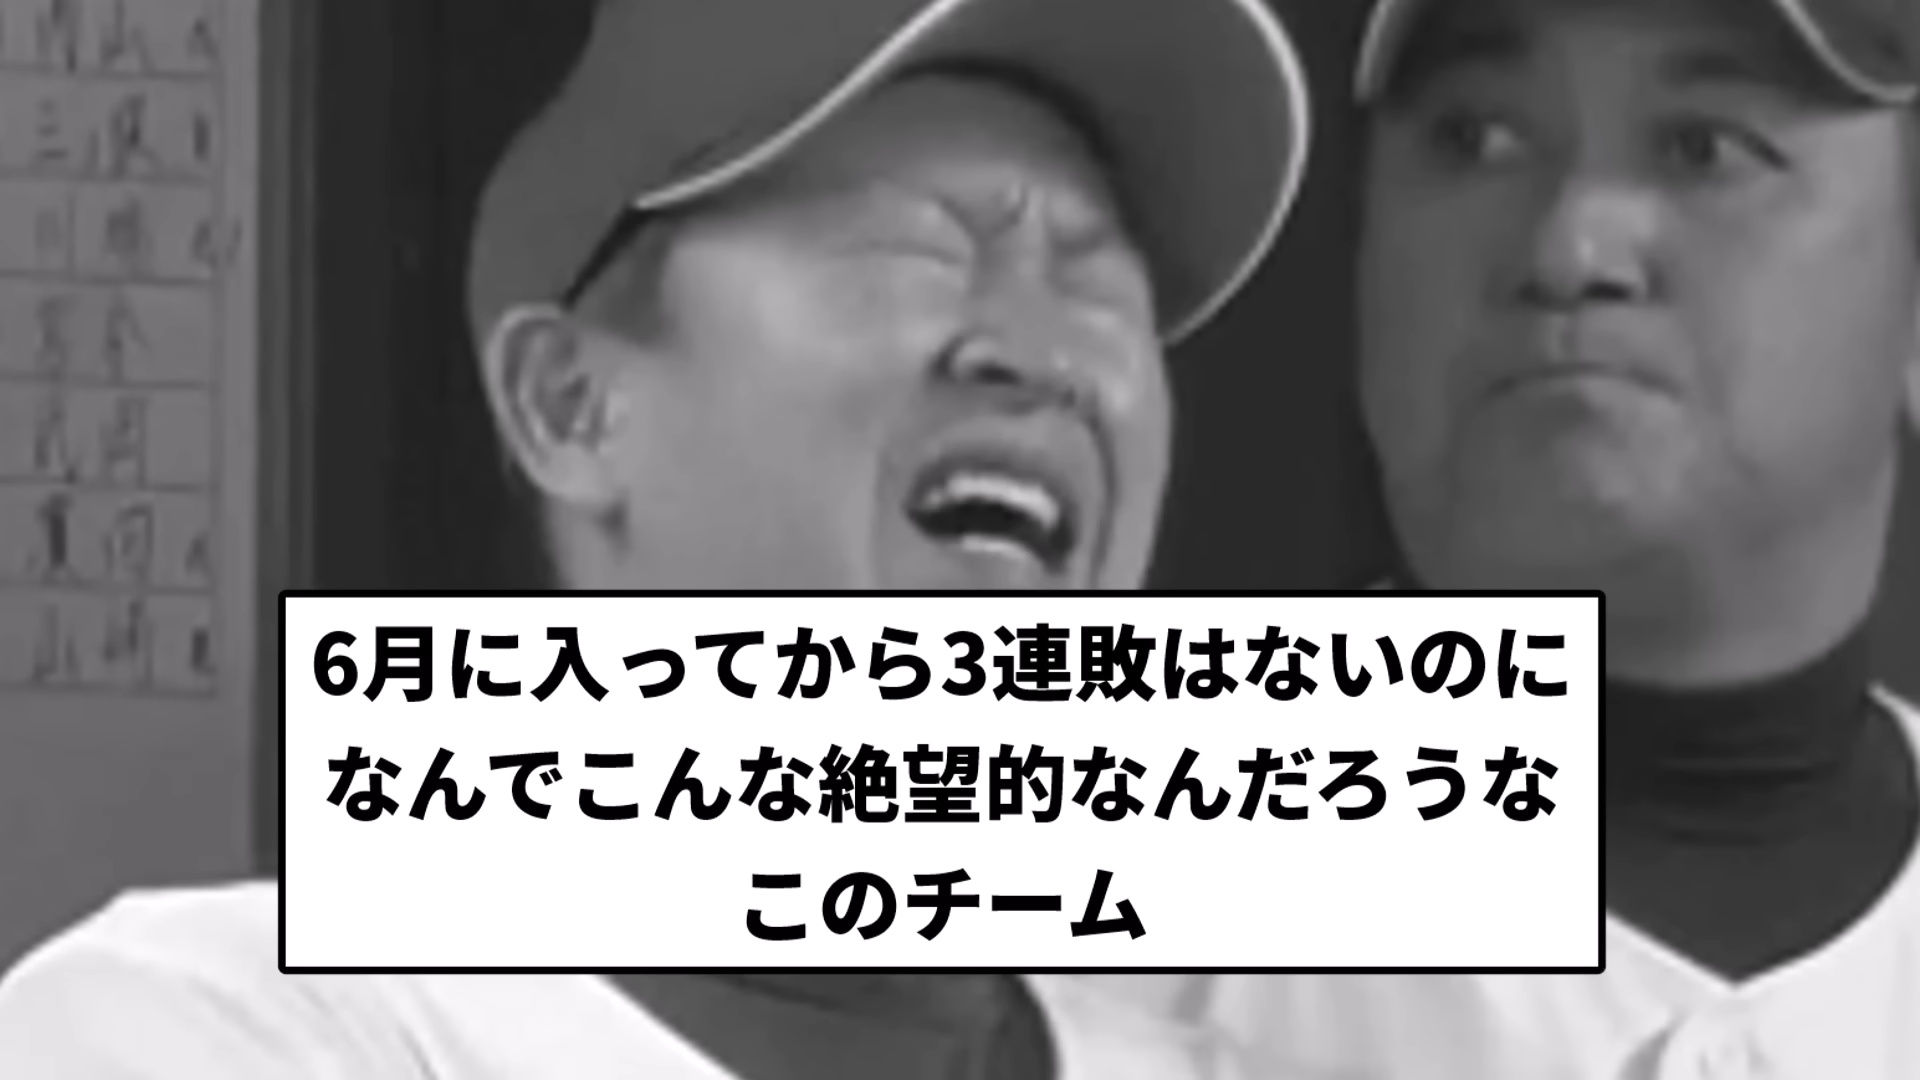 6月に入ってから3連敗はないのに
なんでこんな絶望的なんだろうな
このチーム